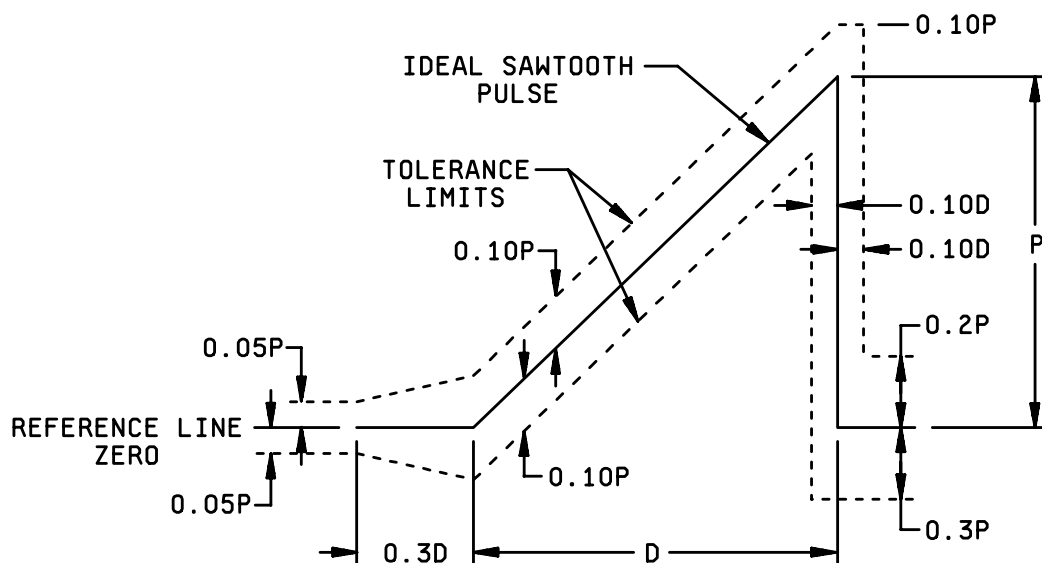 0.10P
IDEAL SAWTOOTH
PULSE
TOLERANCE
LIMITS
0.10D
0.10P
0.10D
P
0.2P
0.05P
REFERENCE LINE
ZERO
0.10P
0.05P
0.3P
0.3D
D